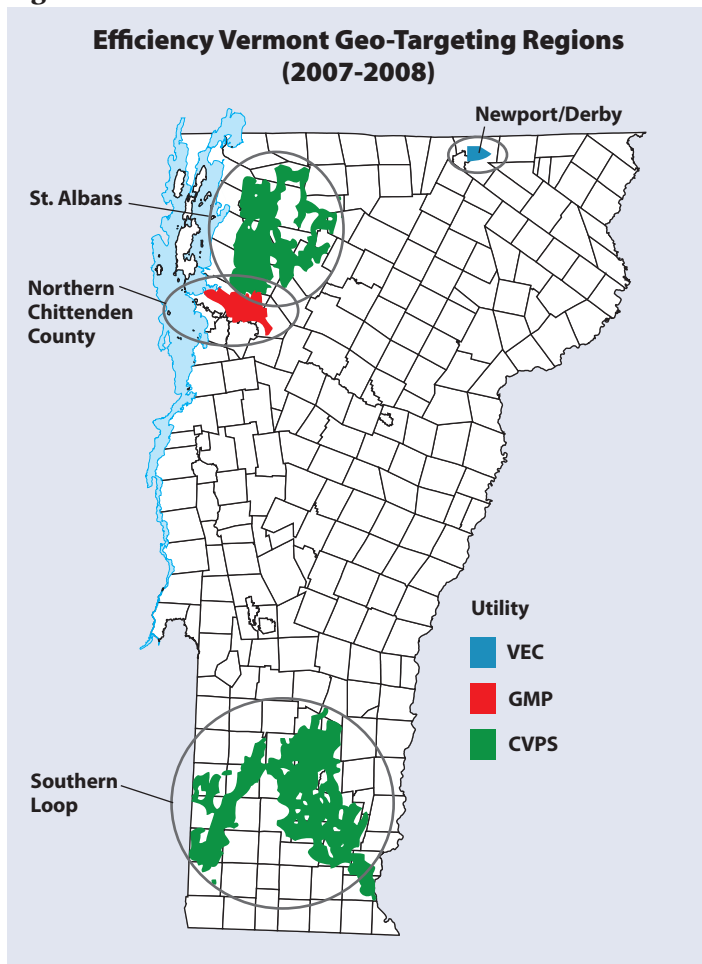 Efficiency Vermont Geo-Targeting Regions
(2007-2008)
Newport/Derby
St. Albans
Northern
Chittenden
County
Utility
VEC
GMP
CVPS
Southern
Loop